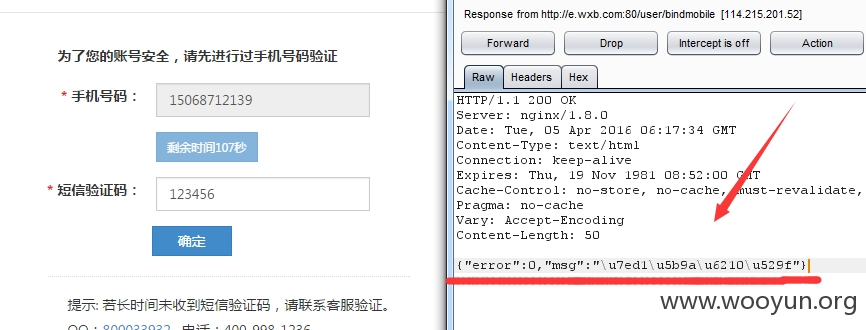 为了您的账号安全，请先进行过手机号码验证
* 手机号码：
15068712139
剩余时间107秒
* 短信验证码：
123456
确定
提示: 若长时间未收到短信验证码，请联系客服验证。
QQ：800033932 电话：400-998-1236
Response from http://e.wxb.com:80/user/bindmobile [114.215.201.52]
Forward
Drop
Intercept is off
Action
Raw
Headers
Hex
HTTP/1.1 200 OK
Server: nginx/1.8.0
Date: Tue, 05 Apr 2016 06:17:34 GMT
Content-Type: text/html
Connection: keep-alive
Expires: Thu, 19 Nov 1981 08:52:00 GMT
Cache-Control: no-store, no-cache, must-revalidate,
Pragma: no-cache
Vary: Accept-Encoding
Content-Length: 50
{"error":0,"msg":"\u7ed1\u5b9a\u6210\u529f"}
www.wooyun.org